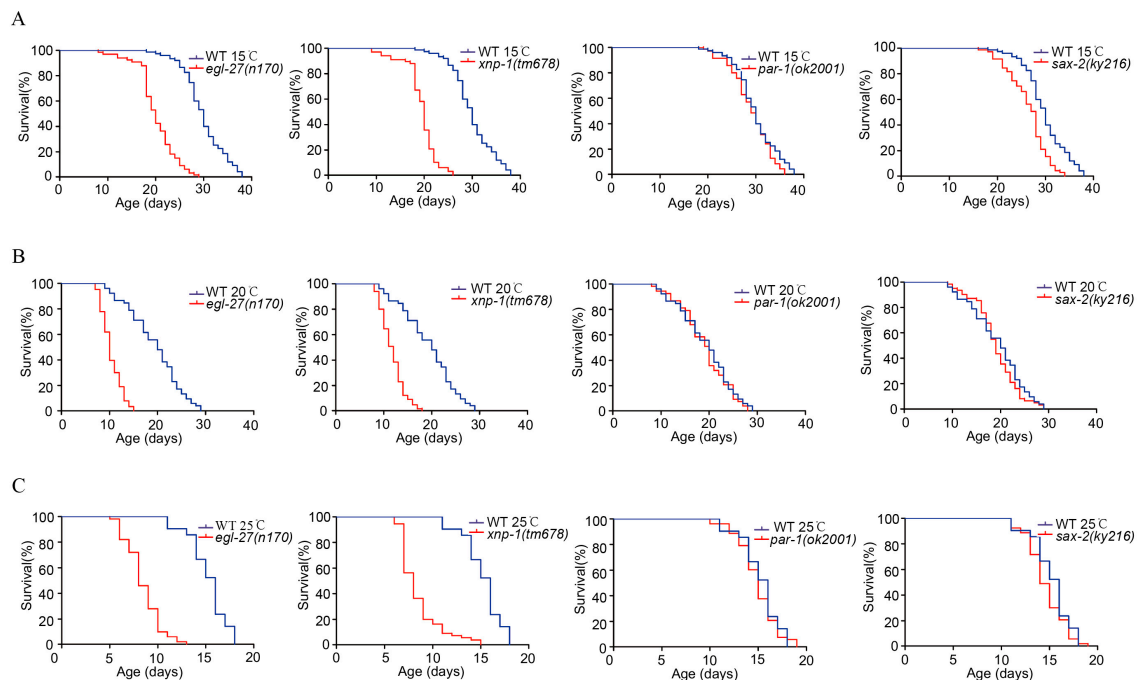 A
WT 15℃
egl-27(n170)
Survival(%)
100
80
60
40
20
0
0 10 20 30 40
Age (days)
WT 15℃
xnp-1(tm678)
Survival(%)
100
80
60
40
20
0
0 10 20 30 40
Age (days)
WT 15℃
par-1(ok2001)
Survival(%)
100
80
60
40
20
0
0 10 20 30 40
Age (days)
WT 15℃
sax-2(ky216)
Survival(%)
100
80
60
40
20
0
0 10 20 30 40
Age (days)
B
WT 20℃
egl-27(n170)
Survival(%)
100
80
60
40
20
0
0 10 20 30 40
Age (days)
WT 20℃
xnp-1(tm678)
Survival(%)
100
80
60
40
20
0
0 10 20 30 40
Age (days)
WT 20℃
par-1(ok2001)
Survival(%)
100
80
60
40
20
0
0 10 20 30 40
Age (days)
WT 20℃
sax-2(ky216)
Survival(%)
100
80
60
40
20
0
0 10 20 30 40
Age (days)
C
WT 25℃
egl-27(n170)
Survival(%)
100
80
60
40
20
0
0 5 10 15 20
Age (days)
WT 25℃
xnp-1(tm678)
Survival(%)
100
80
60
40
20
0
0 5 10 15 20
Age (days)
WT 25℃
par-1(ok2001)
Survival(%)
100
80
60
40
20
0
0 5 10 15 20
Age (days)
WT 25℃
sax-2(ky216)
Survival(%)
100
80
60
40
20
0
0 5 10 15 20
Age (days)